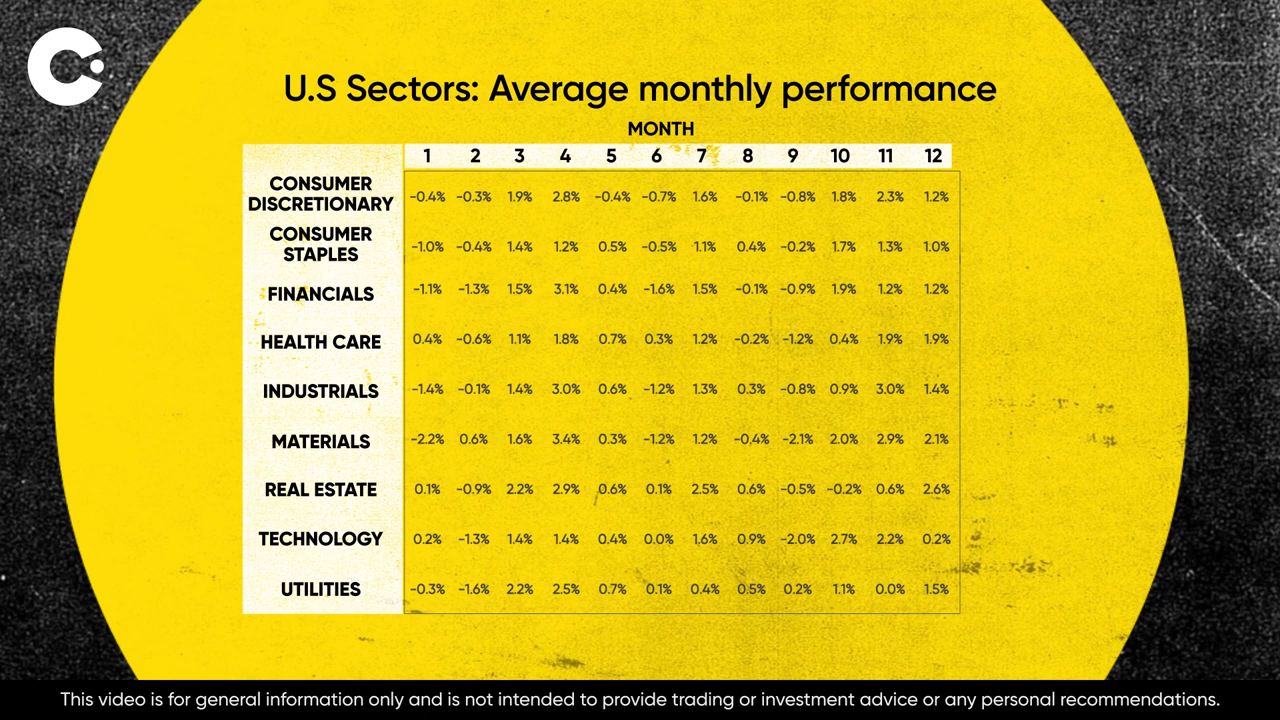 U.S Sectors: Average monthly performance
MONTH
1 2 3 4 5 6 7 8 9 10 11 12
CONSUMER
DISCRETIONARY -0.4% -0.3% 1.9% 2.8% -0.4% -0.7% 1.6% -0.1% -0.8% 1.8% 2.3% 1.2%
CONSUMER
STAPLES -1.0% -0.4% 1.4% 1.2% 0.5% -0.5% 1.1% 0.4% -0.2% 1.7% 1.3% 1.0%
FINANCIALS -1.1% -1.3% 1.5% 3.1% 0.4% -1.6% 1.5% -0.1% -0.9% 1.9% 1.2% 1.2%
HEALTH CARE 0.4% -0.6% 1.1% 1.8% 0.7% 0.3% 1.2% -0.2% -1.2% 0.4% 1.9% 1.9%
INDUSTRIALS -1.4% -0.1% 1.4% 3.0% 0.6% -1.2% 1.3% 0.3% -0.8% 0.9% 3.0% 1.4%
MATERIALS -2.2% 0.6% 1.6% 3.4% 0.3% -1.2% 1.2% -0.4% -2.1% 2.0% 2.9% 2.1%
REAL ESTATE 0.1% -0.9% 2.2% 2.9% 0.6% 0.1% 2.5% 0.6% -0.5% -0.2% 0.6% 2.6%
TECHNOLOGY 0.2% -1.3% 1.4% 1.4% 0.4% 0.0% 1.6% 0.9% -2.0% 2.7% 2.2% 0.2%
UTILITIES -0.3% -1.6% 2.2% 2.5% 0.7% 0.1% 0.4% 0.5% 0.2% 1.1% 0.0% 1.5%
This video is for general information only and is not intended to provide trading or investment advice or any personal recommendations.